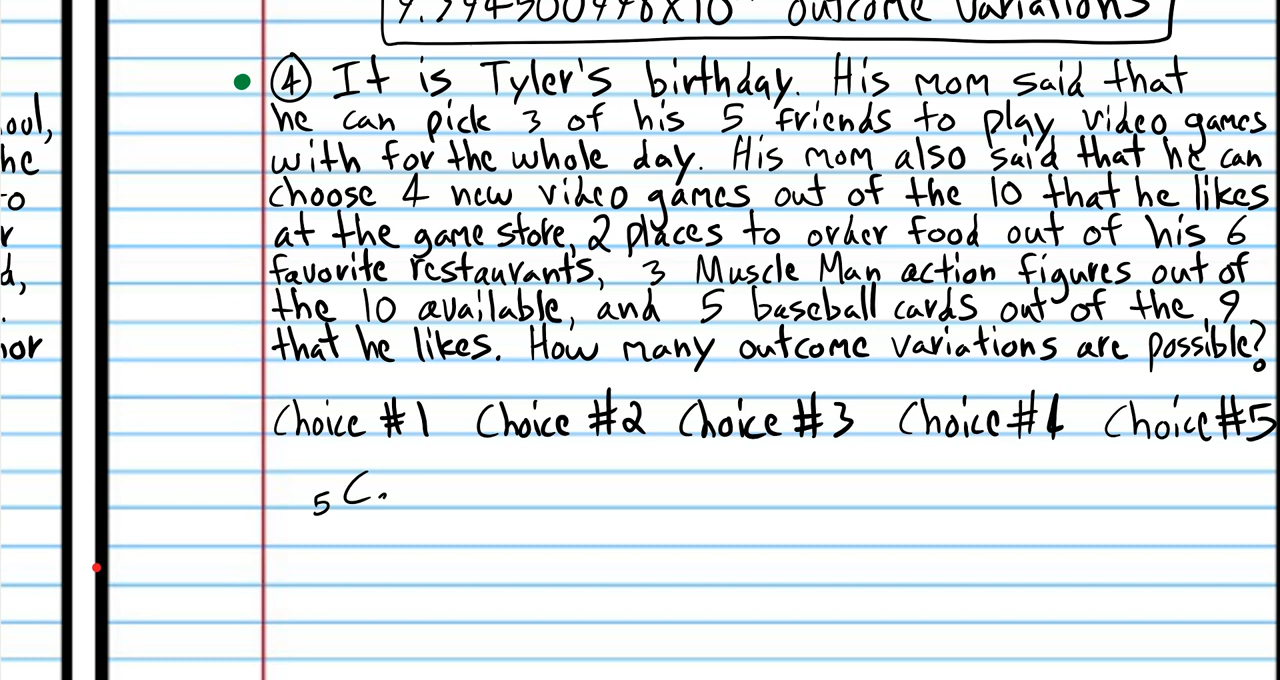 outcome variations
④ It is Tyler's birthday. His mom said that
he can pick 3 of his 5 friends to play video games
with for the whole day. His mom also said that he can
choose 4 new video games out of the 10 that he likes
at the game store, 2 places to order food out of his 6
favorite restaurants, 3 Muscle Man action figures out of
the 10 available, and 5 baseball cards out of the 9
that he likes. How many outcome variations are possible?
Choice #1 Choice #2 Choice #3 Choice #4 Choice #5
5 C